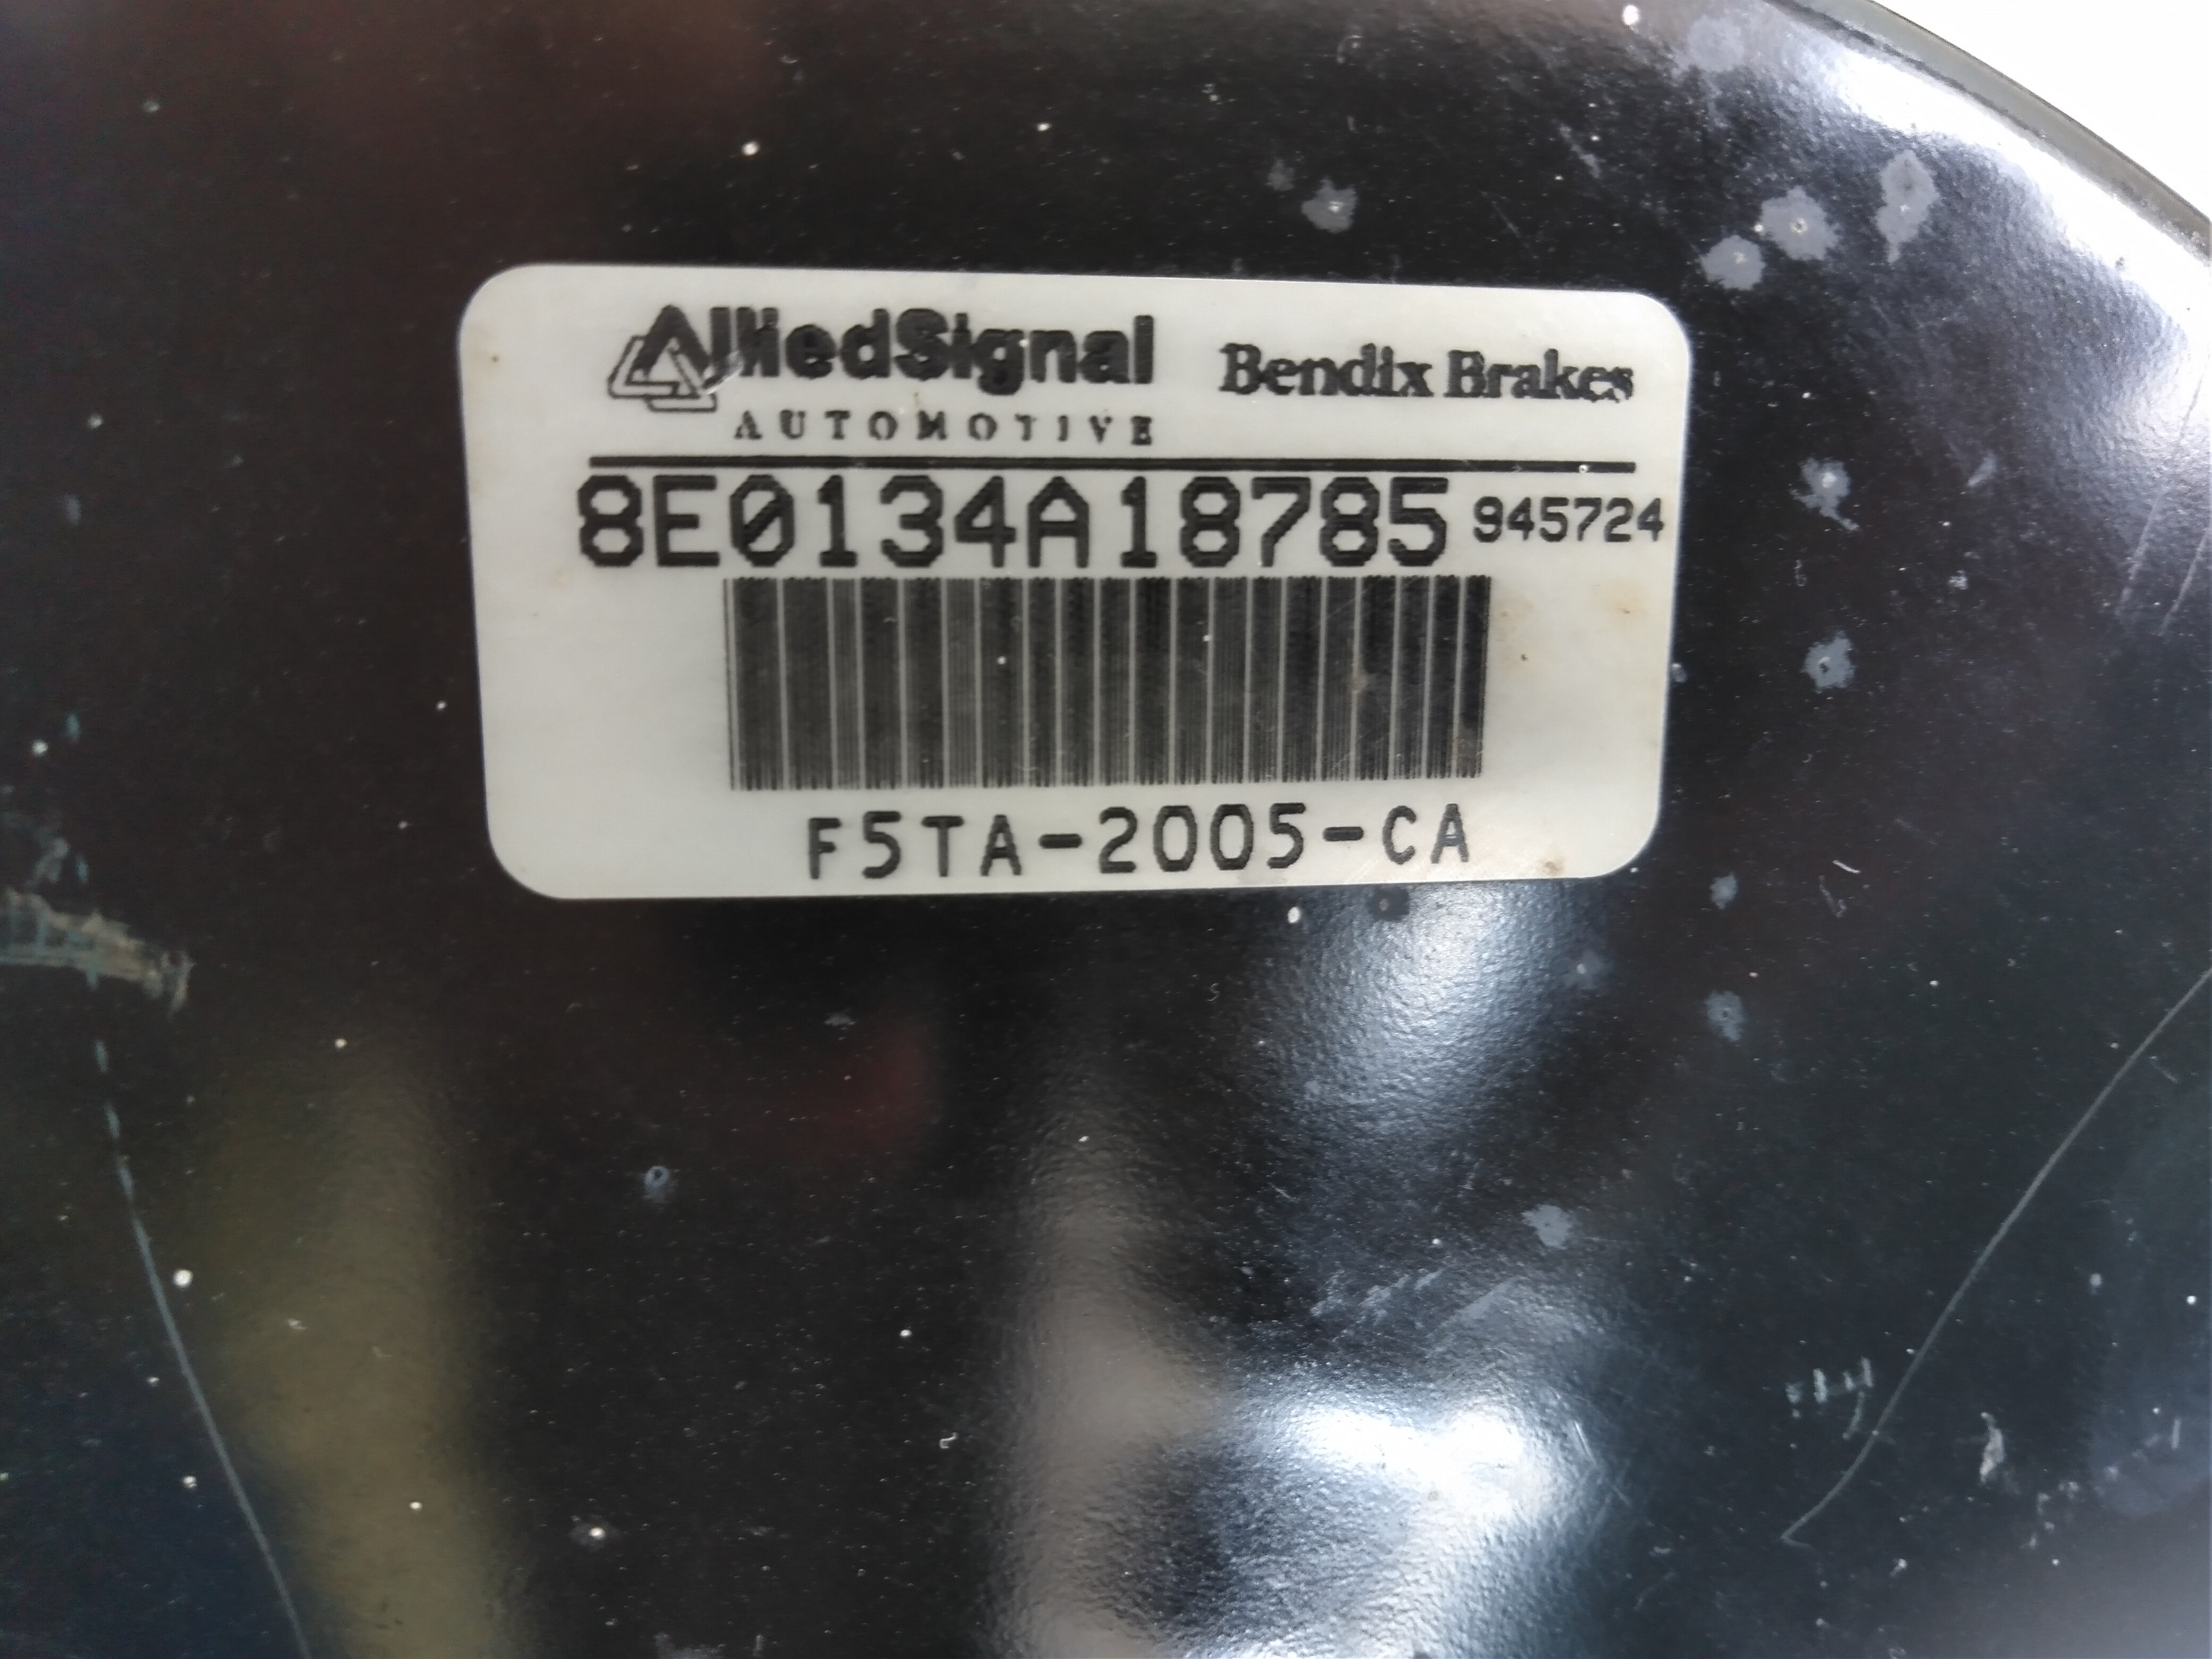 AlliedSignal Bendix Brakes
AUTOMOTIVE
8E0134A18785 945724
F5TA-2005-CA